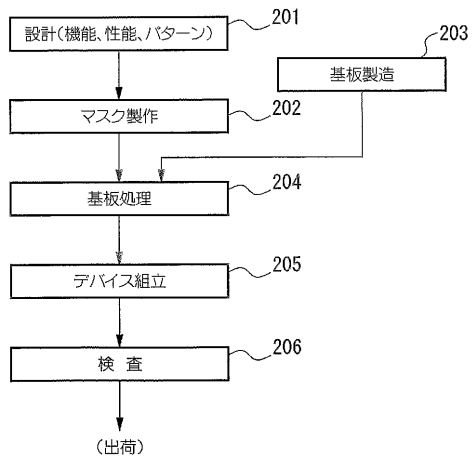 設計(機能、性能、パターン)
201
203
基板製造
マスク製作
202
基板処理
204
デバイス組立
205
検 査
206
(出荷)